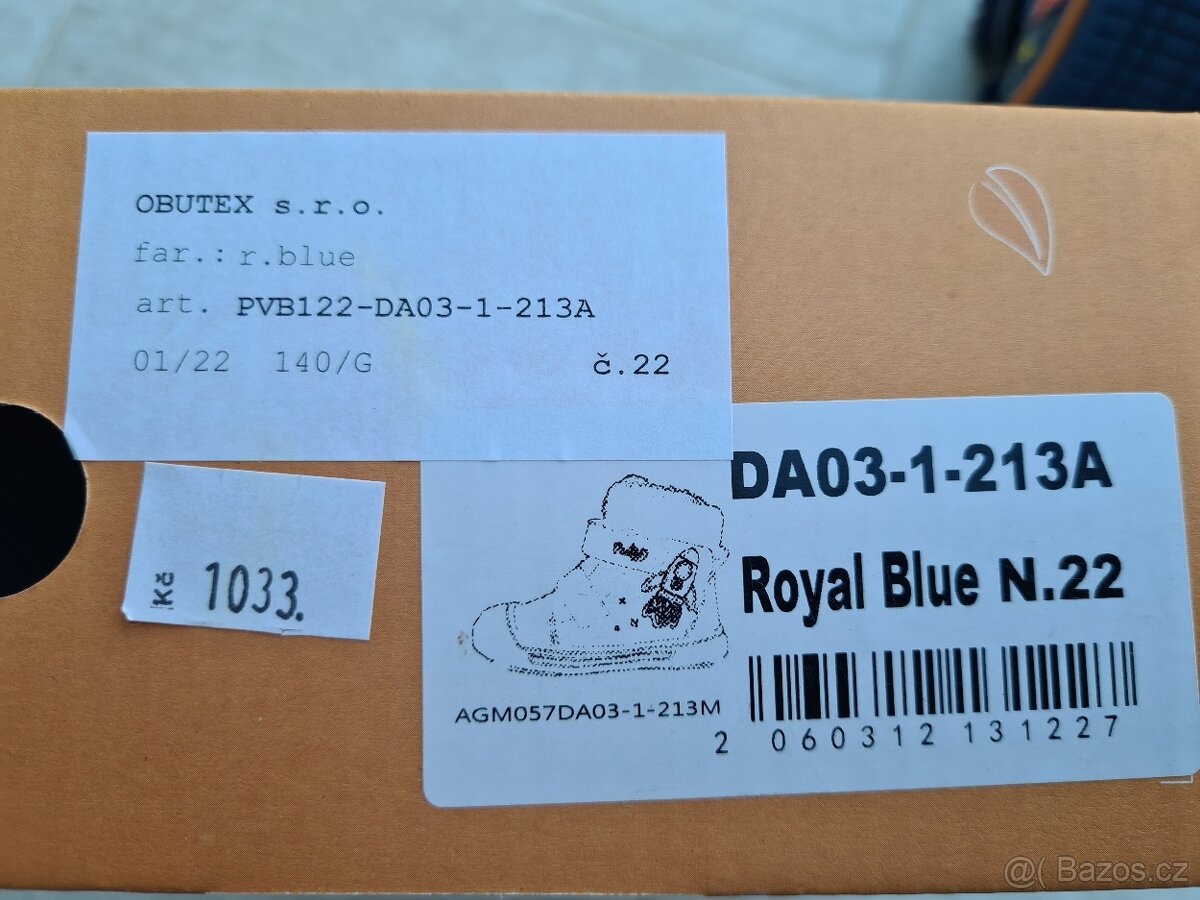 OBUTEX s.r.o.
far.: r.blue
art. PVB122-DA03-1-213A
01/22 140/G č.22
Kč 1033.
DA03-1-213A
Royal Blue N.22
AGM057DA03-1-213M
2 060312 131227
@( Bazos.cz